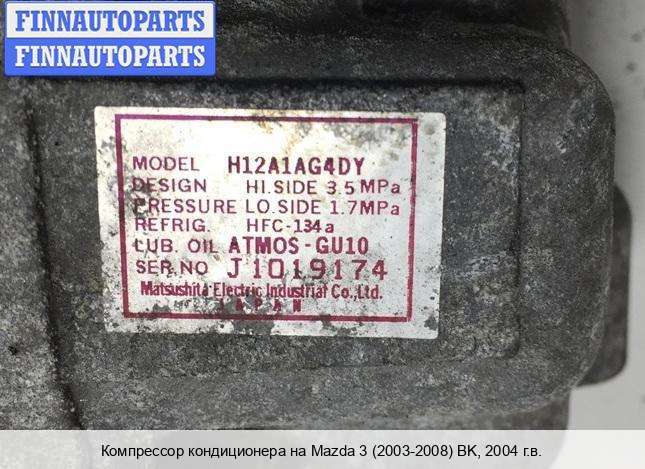 FINNAUTOPARTS
FINNAUTOPARTS
MODEL H12A1AG4DY
DESIGN HI.SIDE 3.5MPa
PRESSURE LO.SIDE 1.7MPa
REFRIG. HFC-134a
LUB. OIL ATMOS-GU10
SER.NO J1019174
Matsushita Electric Industrial Co.,Ltd.
JAPAN
Компрессор кондиционера на Mazda 3 (2003-2008) BK, 2004 г.в.